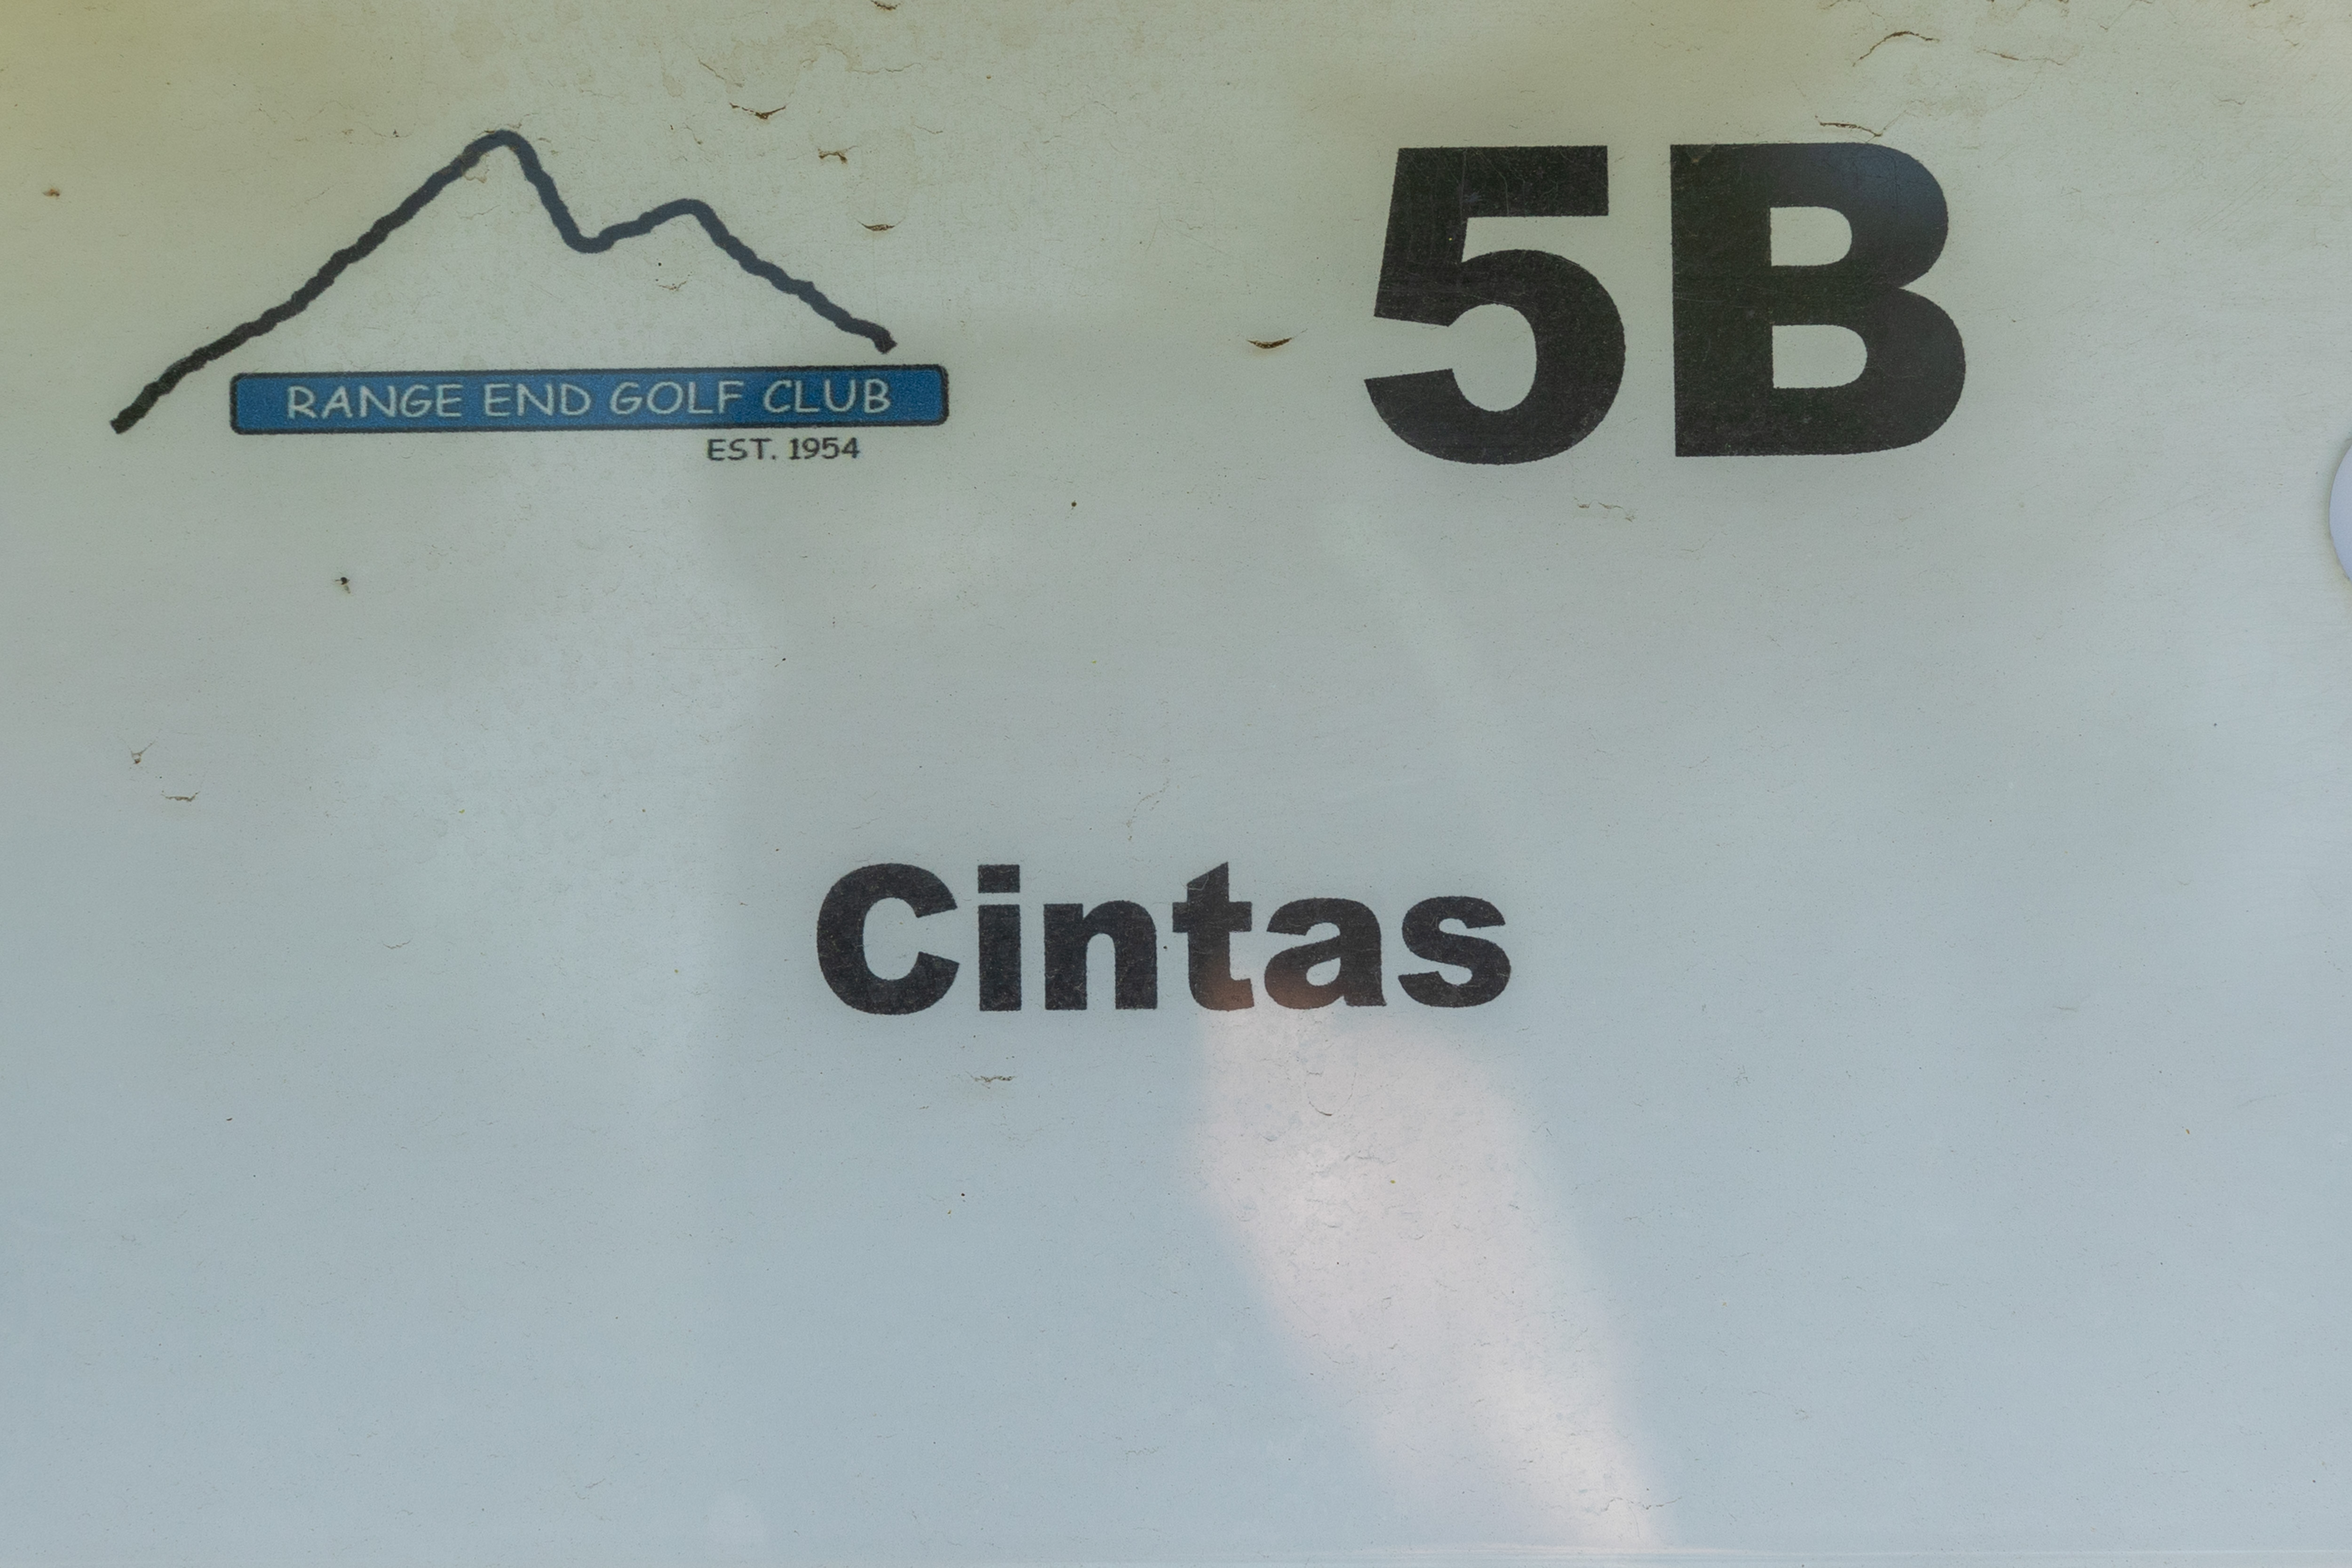 5B
RANGE END GOLF CLUB
EST. 1954
Cintas